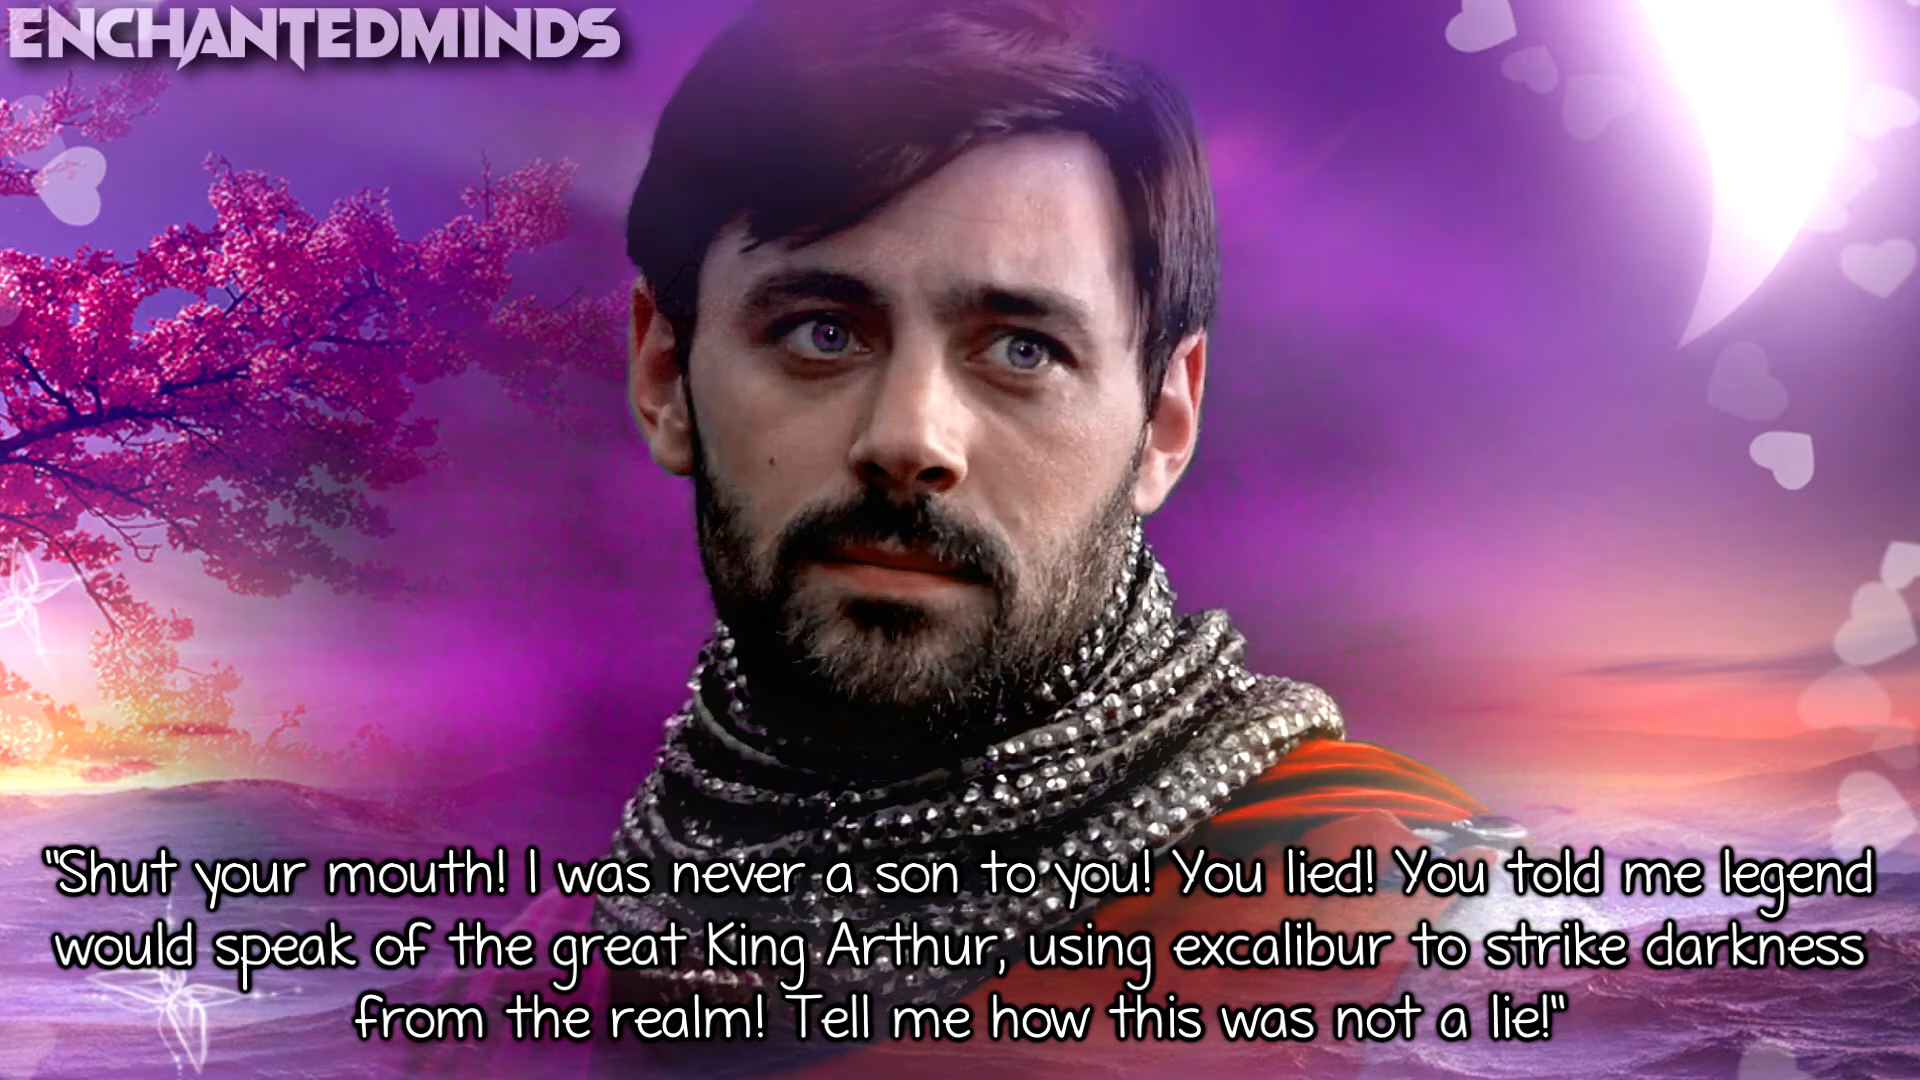 ENCHANTEDMINDS
"Shut your mouth! I was never a son to you! You lied! You told me legend
would speak of the great King Arthur, using excalibur to strike darkness
from the realm! Tell me how this was not a lie!"